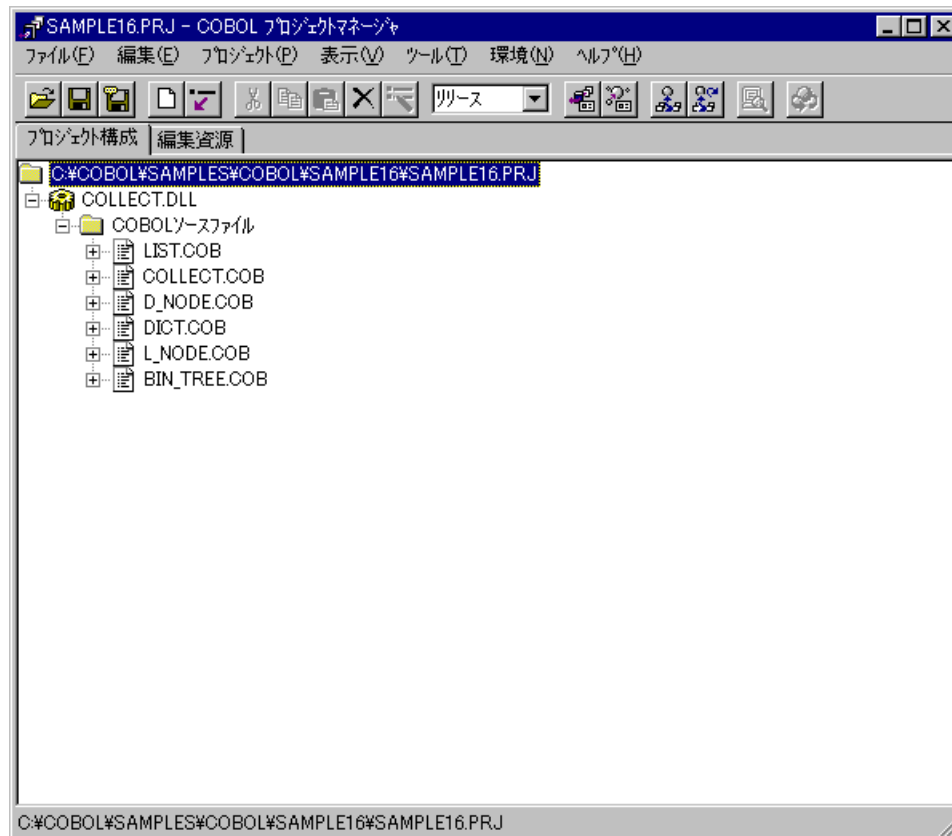 SAMPLE16.PRJ - COBOL プロジェクトマネージャ
ファイル(F) 編集(E) プロジェクト(P) 表示(V) ツール(T) 環境(N) ヘルプ(H)
リリース
プロジェクト構成 編集資源
C:¥COBOL¥SAMPLES¥COBOL¥SAMPLE16¥SAMPLE16.PRJ
COLLECT.DLL
COBOLソースファイル
LIST.COB
COLLECT.COB
D_NODE.COB
DICT.COB
L_NODE.COB
BIN_TREE.COB
C:¥COBOL¥SAMPLES¥COBOL¥SAMPLE16¥SAMPLE16.PRJ